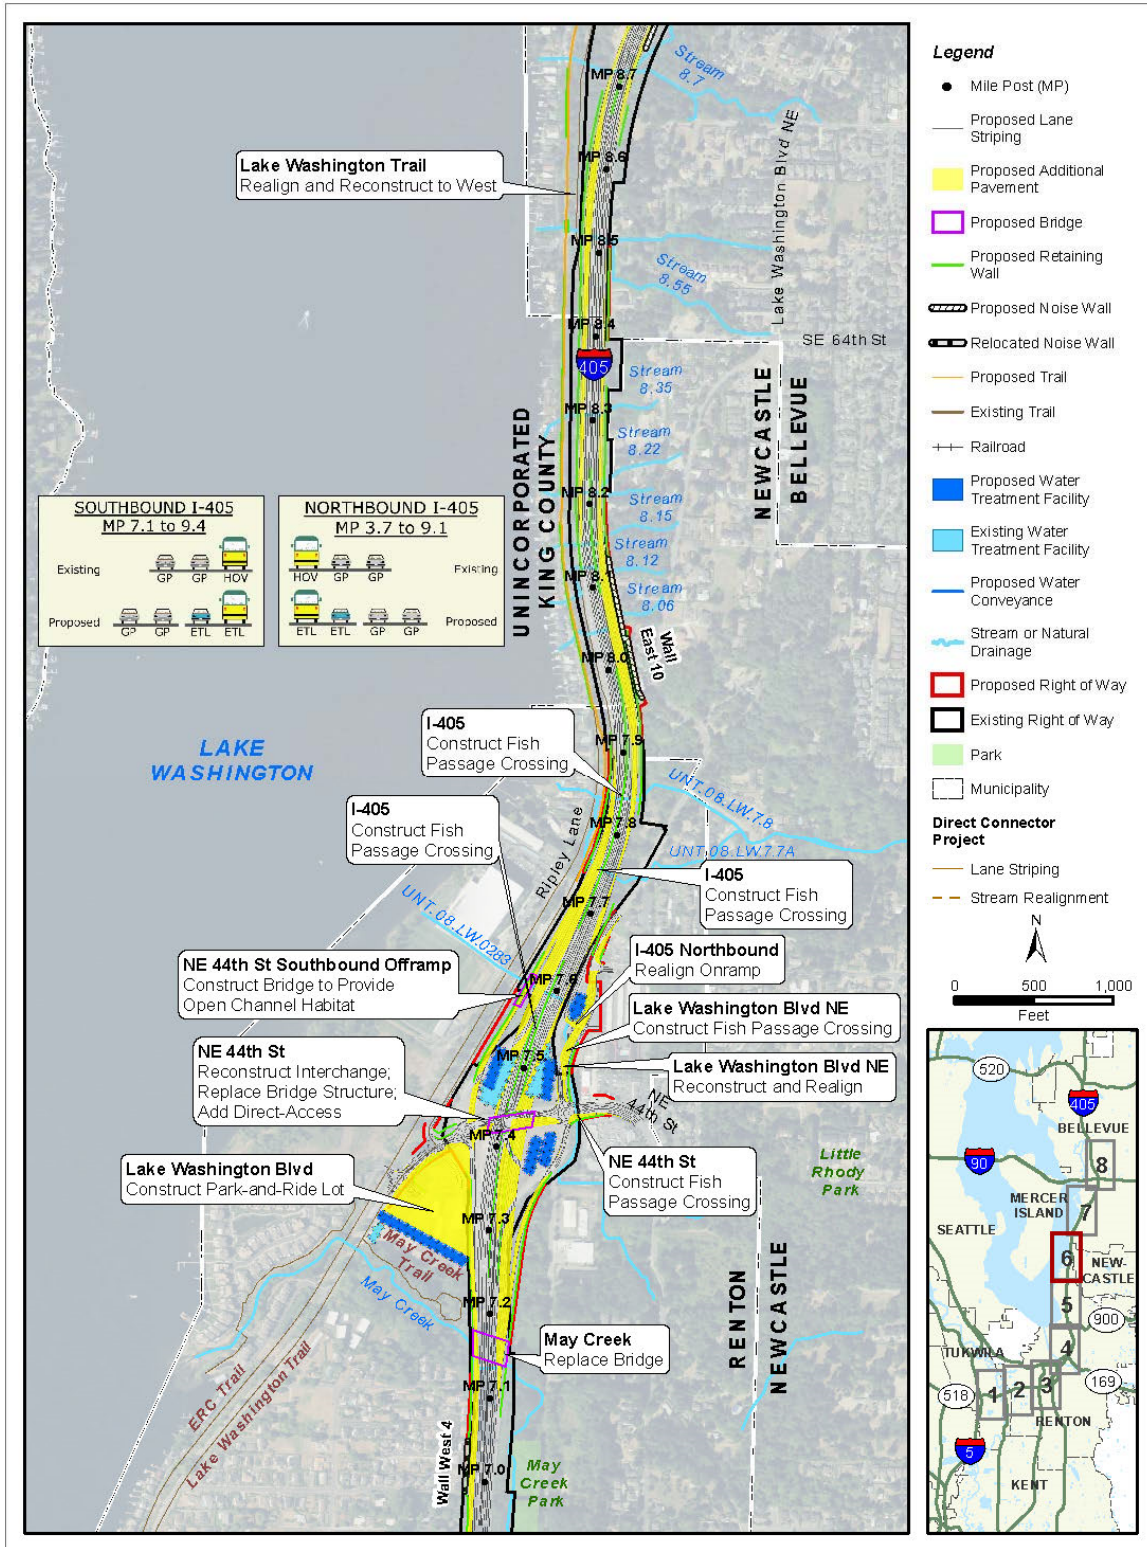 MP 8.7
Stream
8.7
Lake Washington Trail
Realign and Reconstruct to West
MP 8.6
Lake Washington Blvd NE
MP 8.5
Stream
8.55
MP 8.4
SE 64th St
405
Stream
8.35
NEWCASTLE
BELLEVUE
MP 8.3
Stream
8.22
UNINCORPORATED
KING COUNTY
MP 8.2
Stream
8.15
SOUTHBOUND I-405
MP 7.1 to 9.4
Existing
GP GP HOV
Proposed
GP GP ETL ETL
NORTHBOUND I-405
MP 3.7 to 9.1
HOV GP GP
Existing
ETL ETL GP GP
Proposed
Stream
8.12
MP 8.1
Stream
8.06
Wall
East 10
MP 8.0
I-405
Construct Fish
Passage Crossing
MP 7.9
LAKE
WASHINGTON
UNT.08.LW.7.8
I-405
Construct Fish
Passage Crossing
MP 7.8
Ripley Lane
UNT.08.LW.7.7A
I-405
Construct Fish
Passage Crossing
MP 7.7
UNT.08.LW.0283
NE 44th St Southbound Offramp
Construct Bridge to Provide
Open Channel Habitat
I-405 Northbound
Realign Onramp
MP 7.6
Lake Washington Blvd NE
Construct Fish Passage Crossing
NE 44th St
Reconstruct Interchange;
Replace Bridge Structure;
Add Direct-Access
MP 7.5
Lake Washington Blvd NE
Reconstruct and Realign
NE
44th St
MP 7.4
Lake Washington Blvd
Construct Park-and-Ride Lot
NE 44th St
Construct Fish
Passage Crossing
Little
Rhody
Park
MP 7.3
May Creek
Trail
May Creek
MP 7.2
RENTON
NEWCASTLE
May Creek
Replace Bridge
MP 7.1
ERC Trail
Lake Washington Trail
Wall West 4
MP 7.0
May
Creek
Park
Legend
Mile Post (MP)
Proposed Lane
Striping
Proposed Additional
Pavement
Proposed Bridge
Proposed Retaining
Wall
Proposed Noise Wall
Relocated Noise Wall
Proposed Trail
Existing Trail
Railroad
Proposed Water
Treatment Facility
Existing Water
Treatment Facility
Proposed Water
Conveyance
Stream or Natural
Drainage
Proposed Right of Way
Existing Right of Way
Park
Municipality
Direct Connector
Project
Lane Striping
Stream Realignment
N
0 500 1,000
Feet
520
405
BELLEVUE
90
8
MERCER
ISLAND
7
SEATTLE
6
NEW-
CASTLE
5
900
4
TUKWILA
518
1
2
3
169
RENTON
5
KENT